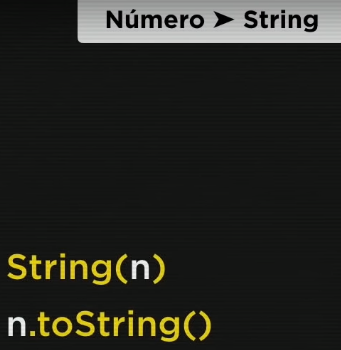 Número ➤ String
String(n)
n.toString()